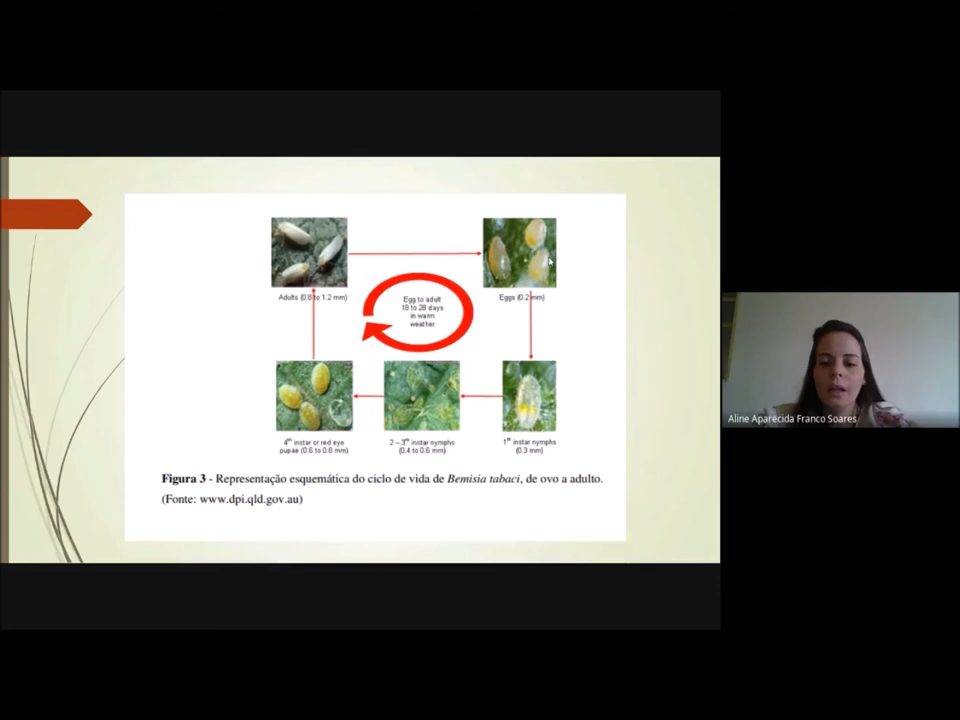 Adults (0.8 to 1.2 mm)
Eggs (0.2 mm)
Egg to adult
18 to 28 days
in warm
weather
4th instar or red eye
pupae (0.6 to 0.8 mm)
2 – 3rd instar nymphs
(0.4 to 0.6 mm)
1st instar nymphs
(0.3 mm)
Figura 3 - Representação esquemática do ciclo de vida de Bemisia tabaci, de ovo a adulto.
(Fonte: www.dpi.qld.gov.au)
Aline Aparecida Franco Soares